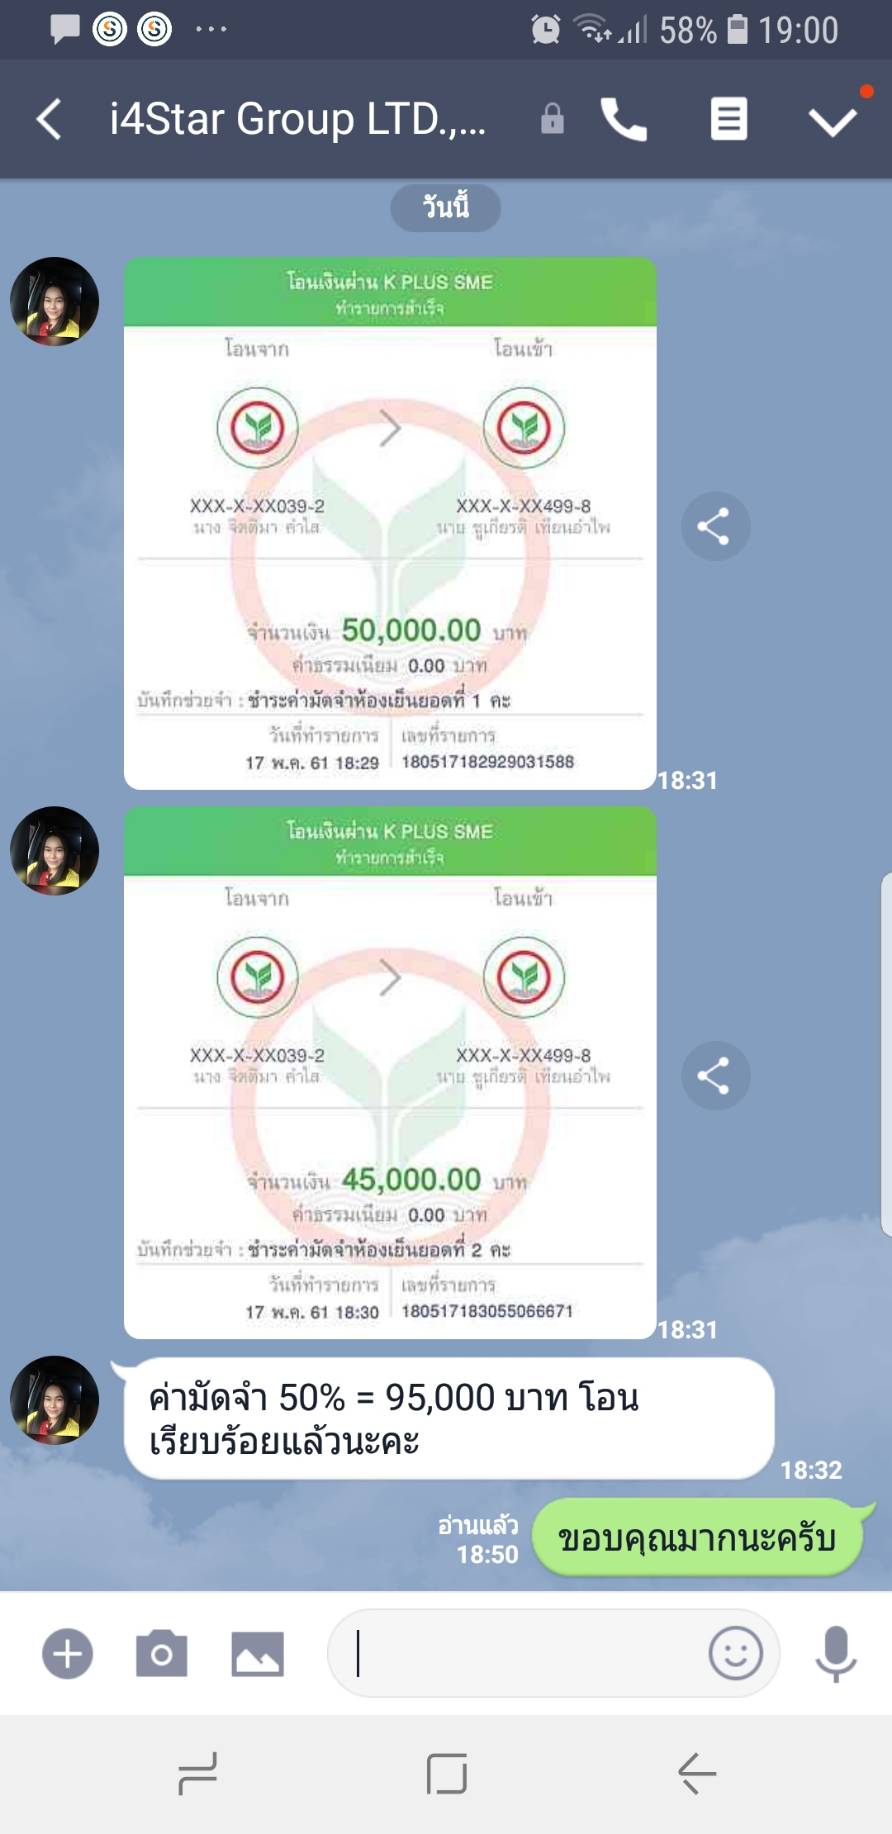 58% 19:00
i4Star Group LTD.,...
วันนี้
โอนเงินผ่าน K PLUS SME
ทำรายการสำเร็จ
โอนจาก โอนเข้า
XXX-X-XX039-2 XXX-X-XX499-8
นาง จิตติมา คำใส นาย ชูเกียรติ เทียนอำไพ
จำนวนเงิน 50,000.00 บาท
ค่าธรรมเนียม 0.00 บาท
บันทึกช่วยจำ : ชำระค่ามัดจำห้องเย็นยอดที่ 1 คะ
วันที่ทำรายการ เลขที่รายการ
17 พ.ค. 61 18:29 180517182929031588
18:31
โอนเงินผ่าน K PLUS SME
ทำรายการสำเร็จ
โอนจาก โอนเข้า
XXX-X-XX039-2 XXX-X-XX499-8
นาง จิตติมา คำใส นาย ชูเกียรติ เทียนอำไพ
จำนวนเงิน 45,000.00 บาท
ค่าธรรมเนียม 0.00 บาท
บันทึกช่วยจำ : ชำระค่ามัดจำห้องเย็นยอดที่ 2 คะ
วันที่ทำรายการ เลขที่รายการ
17 พ.ค. 61 18:30 180517183055066671
18:31
ค่ามัดจำ 50% = 95,000 บาท โอน
เรียบร้อยแล้วนะคะ
18:32
อ่านแล้ว
18:50
ขอบคุณมากนะครับ